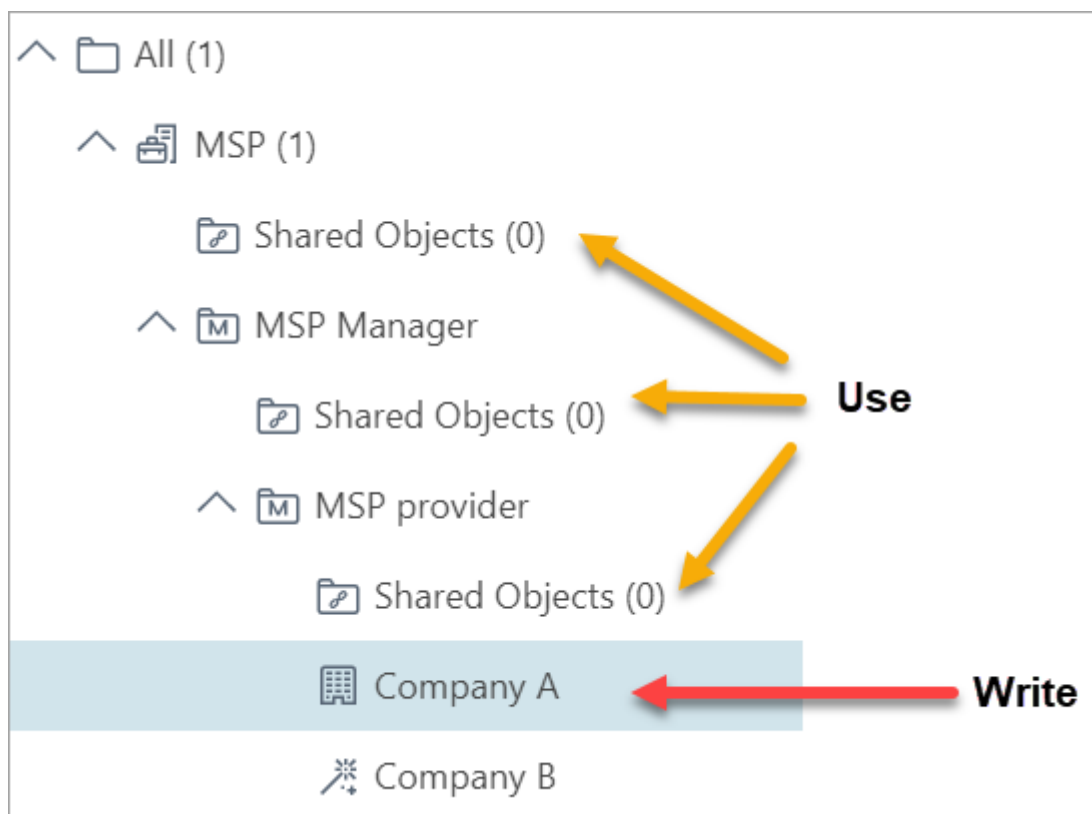 All (1)
MSP (1)
Shared Objects (0)
MSP Manager
Use
Shared Objects (0)
MSP provider
Shared Objects (0)
Company A
Write
Company B